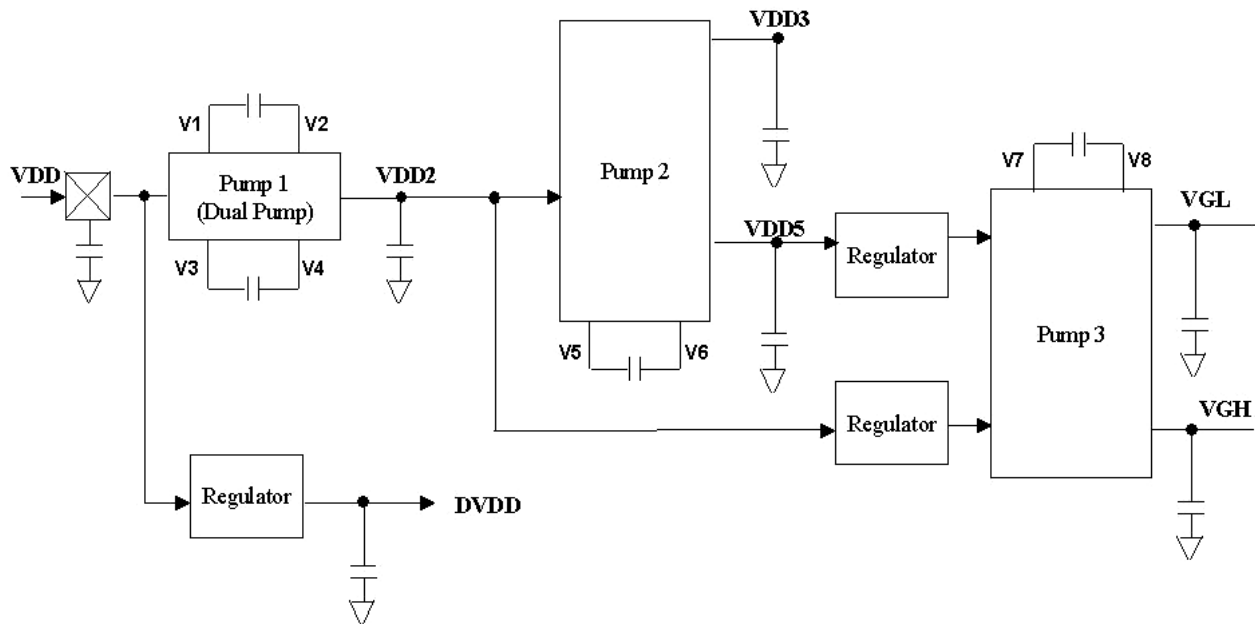 VDD3
V1
V2
VDD
Pump 1
(Dual Pump)
VDD2
Pump 2
V7
V8
VGL
VDD5
V3
V4
Regulator
Pump 3
V5
V6
VGH
Regulator
Regulator
DVDD